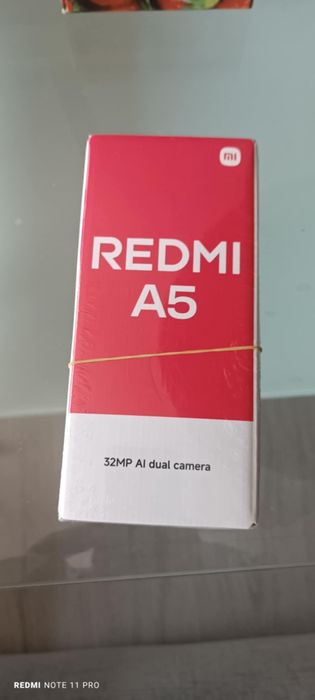 mi
REDMI
A5
32MP AI dual camera
REDMI NOTE 11 PRO